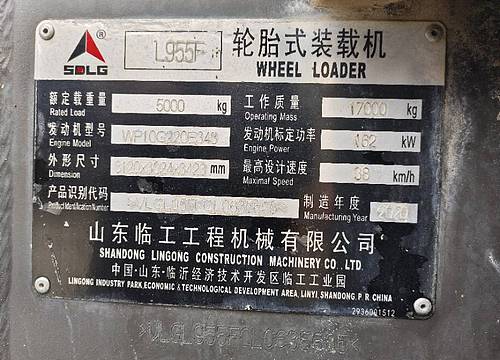 SDLG ® L955F 轮胎式装载机
WHEEL LOADER
额定载重量 5000 kg 工作质量 17000 kg
Rated Load Operating Mass
发动机型号 WP10G220E343 发动机标定功率 162 kW
Engine Model Engine Power
外形尺寸 mm 最高设计速度 38 km/h
Dimension Maximal Speed
产品识别代码 制造年度
Product Identification Number Manufacturing Year 2020
山东临工工程机械有限公司
SHANDONG LINGONG CONSTRUCTION MACHINERY CO., LTD.
中国·山东·临沂经济技术开发区临工工业园
LINGONG INDUSTRY PARK, ECONOMIC & TECHNOLOGICAL DEVELOPMENT AREA, LINYI, SHANDONG, P. R. CHINA
2936001512